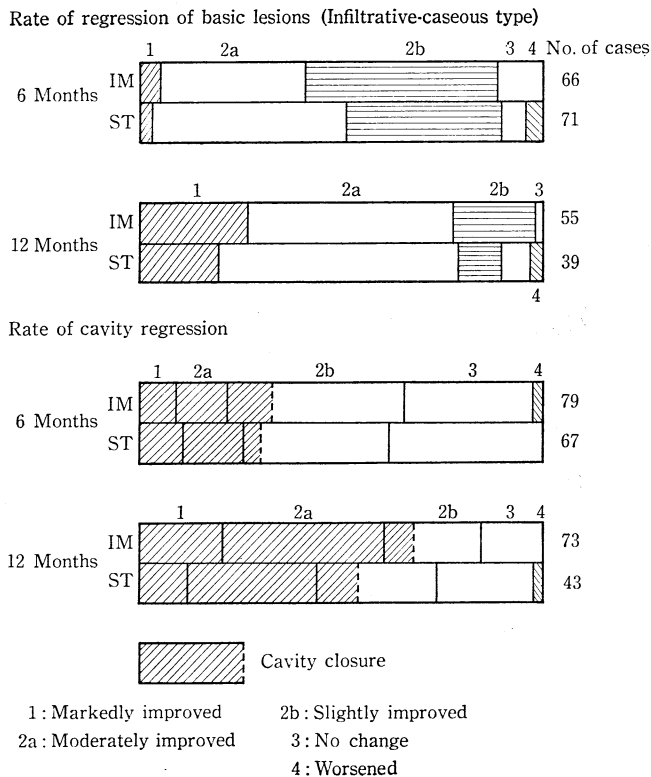 Rate of regression of basic lesions (Infiltrative-caseous type)
1 2a 2b 3 4 No. of cases
6 Months IM 66
ST 71
1 2a 2b 3
12 Months IM 55
ST 39
4
Rate of cavity regression
1 2a 2b 3 4
6 Months IM 79
ST 67
1 2a 2b 3 4
12 Months IM 73
ST 43
Cavity closure
1 : Markedly improved 2b : Slightly improved
2a : Moderately improved 3 : No change
4 : Worsened